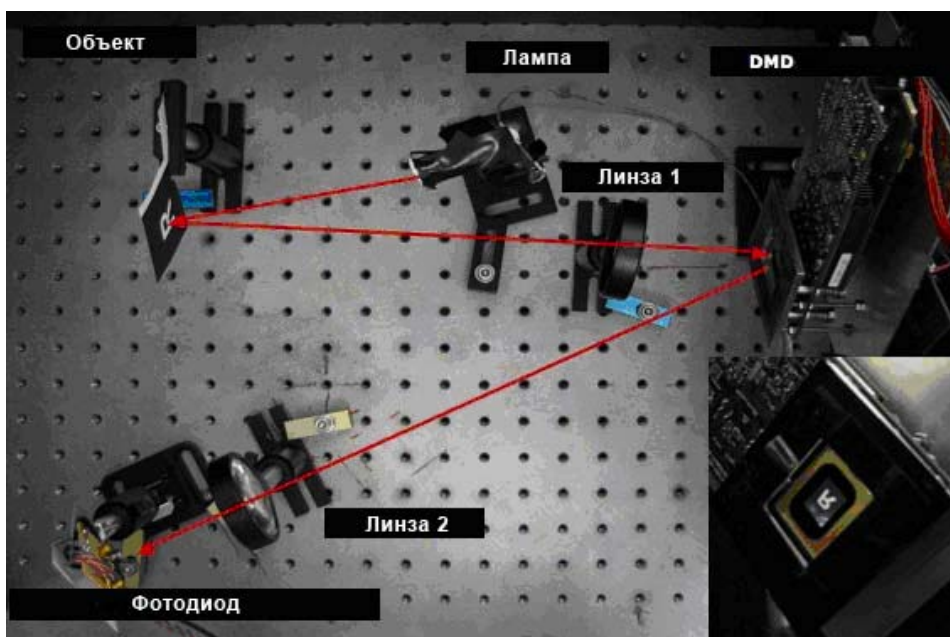 Объект
Лампа
DMD
Линза 1
R
Линза 2
R
Фотодиод